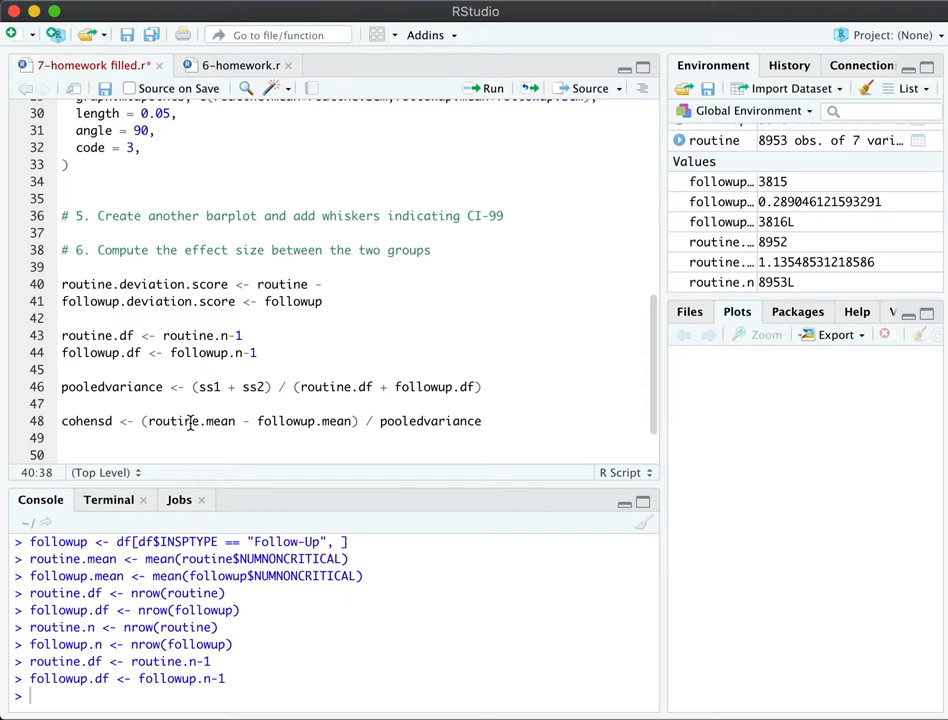 RStudio
Go to file/function
Addins
Project: (None)
7-homework filled.r*
6-homework.r
Source on Save
Run
Source
30 length = 0.05,
31 angle = 90,
32 code = 3,
33 )
34
35
36 # 5. Create another barplot and add whiskers indicating CI-99
37
38 # 6. Compute the effect size between the two groups
39
40 routine.deviation.score <- routine -
41 followup.deviation.score <- followup
42
43 routine.df <- routine.n-1
44 followup.df <- followup.n-1
45
46 pooledvariance <- (ss1 + ss2) / (routine.df + followup.df)
47
48 cohensd <- (routine.mean - followup.mean) / pooledvariance
49
50
40:38 (Top Level) R Script
Console Terminal Jobs
~/
> followup <- df[df$INSPTYPE == "Follow-Up", ]
> routine.mean <- mean(routine$NUMNONCRITICAL)
> followup.mean <- mean(followup$NUMNONCRITICAL)
> routine.df <- nrow(routine)
> followup.df <- nrow(followup)
> routine.n <- nrow(routine)
> followup.n <- nrow(followup)
> routine.df <- routine.n-1
> followup.df <- followup.n-1
>
Environment History Connection
Import Dataset List
Global Environment
routine 8953 obs. of 7 vari…
Values
followup… 3815
followup… 0.289046121593291
followup… 3816L
routine.… 8952
routine.… 1.13548531218586
routine.n 8953L
Files Plots Packages Help V
Zoom Export